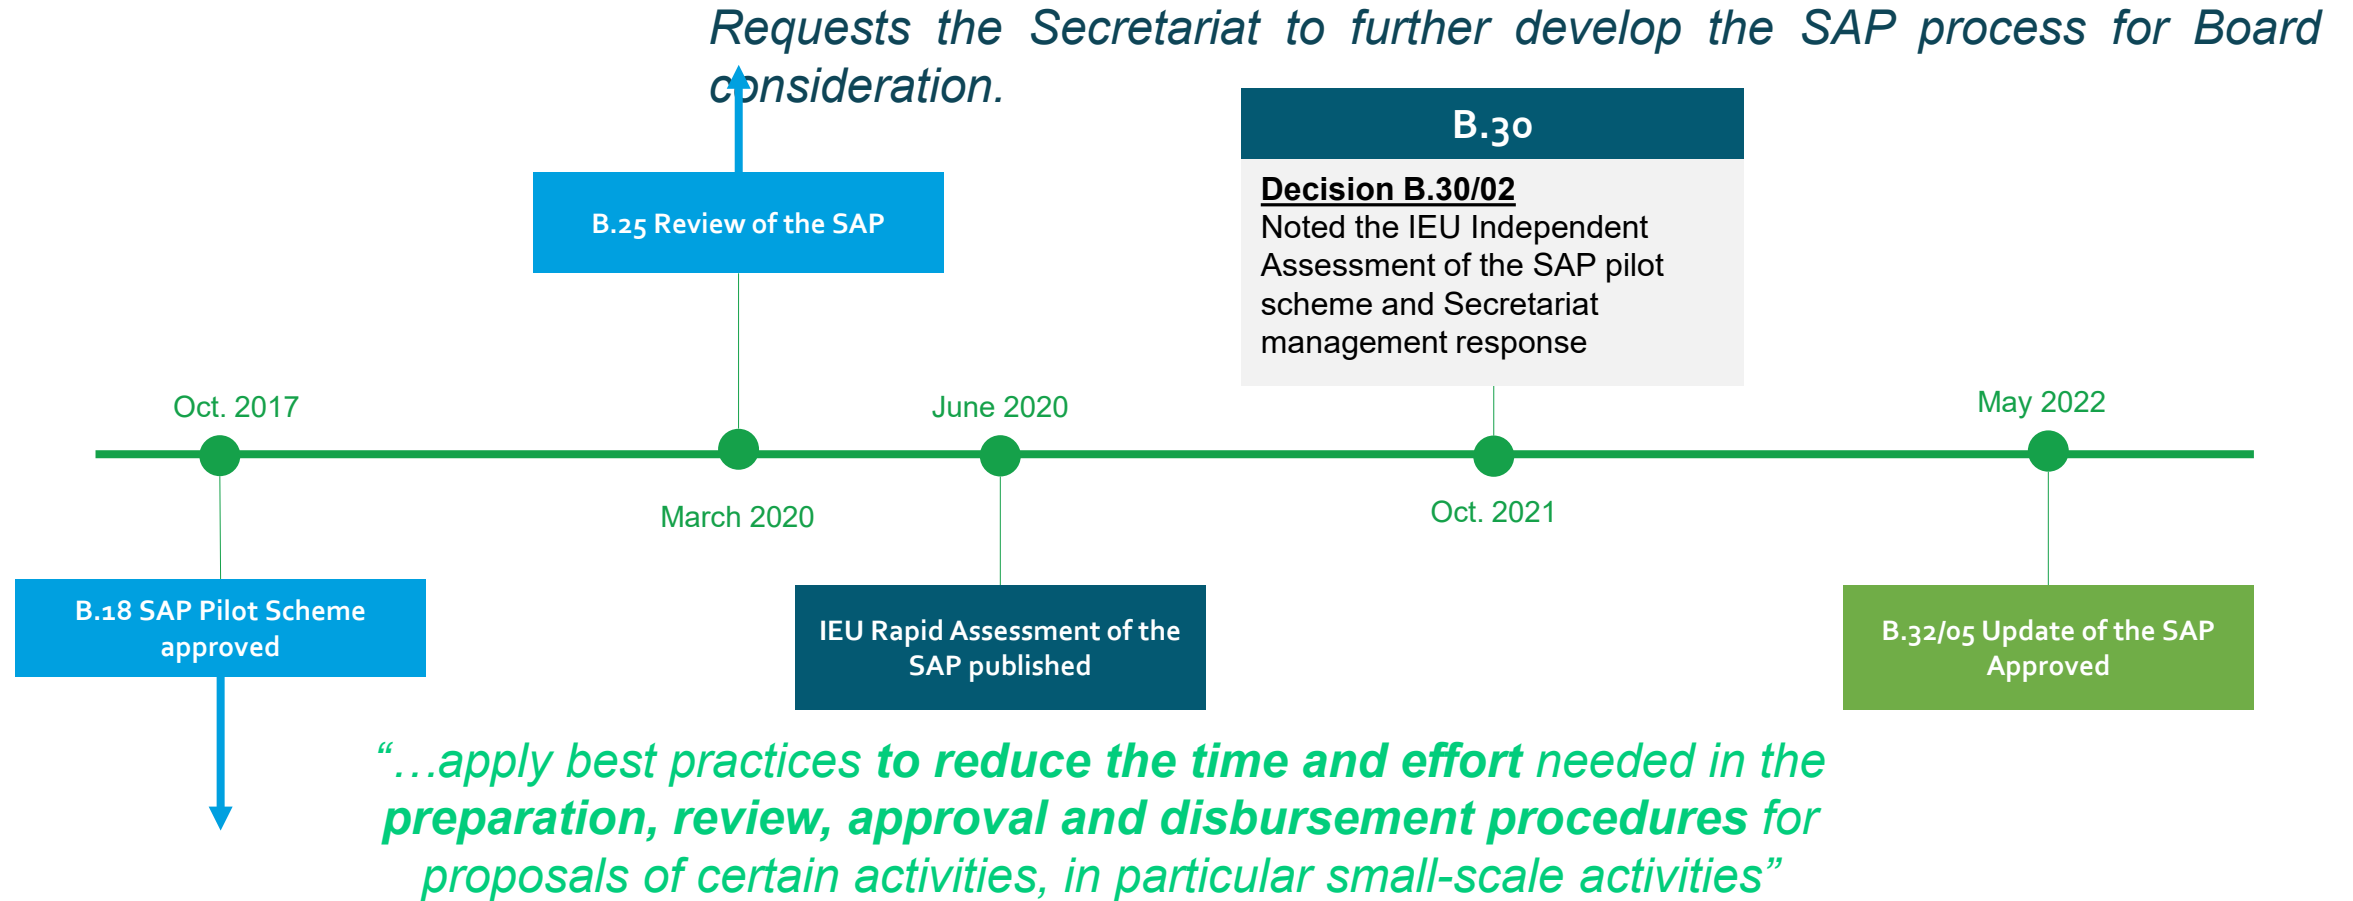 Requests the Secretariat to further develop the SAP process for Board
consideration.
B.30
Decision B.30/02
Noted the IEU Independent
Assessment of the SAP pilot
scheme and Secretariat
management response
B.25 Review of the SAP
Oct. 2017
June 2020
May 2022
March 2020
Oct. 2021
B.18 SAP Pilot Scheme
approved
IEU Rapid Assessment of the
SAP published
B.32/05 Update of the SAP
Approved
“…apply best practices to reduce the time and effort needed in the
preparation, review, approval and disbursement procedures for
proposals of certain activities, in particular small-scale activities”